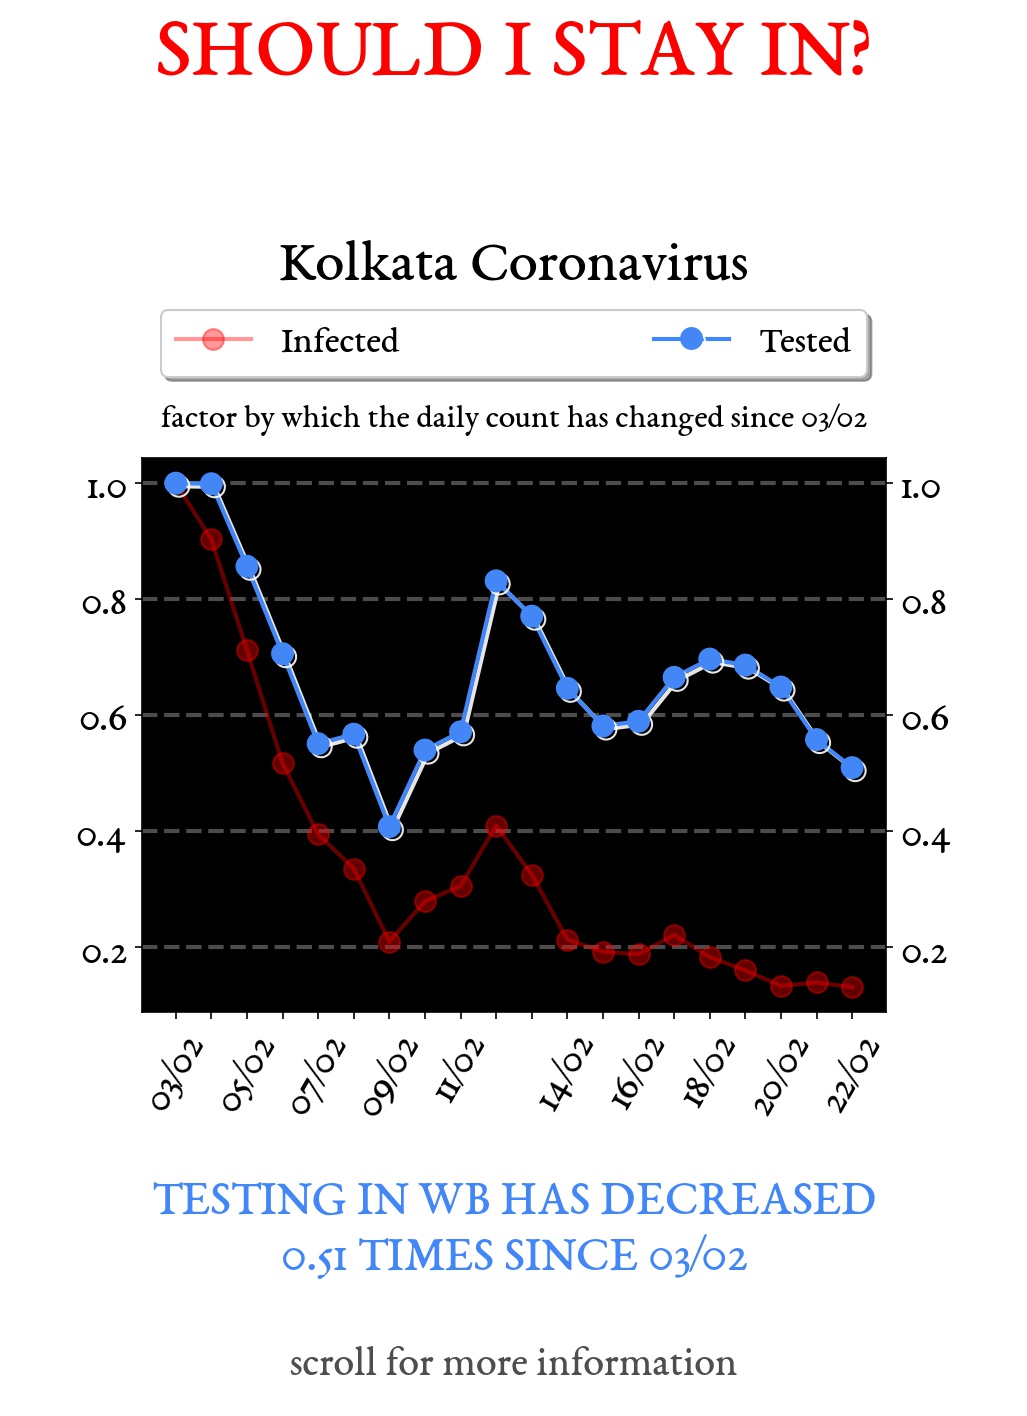 SHOULD I STAY IN?
Kolkata Coronavirus
Infected Tested
factor by which the daily count has changed since 03/02
1.0 1.0
0.8 0.8
0.6 0.6
0.4 0.4
0.2 0.2
03/02 05/02 07/02 09/02 11/02 14/02 16/02 18/02 20/02 22/02
TESTING IN WB HAS DECREASED
0.51 TIMES SINCE 03/02
scroll for more information